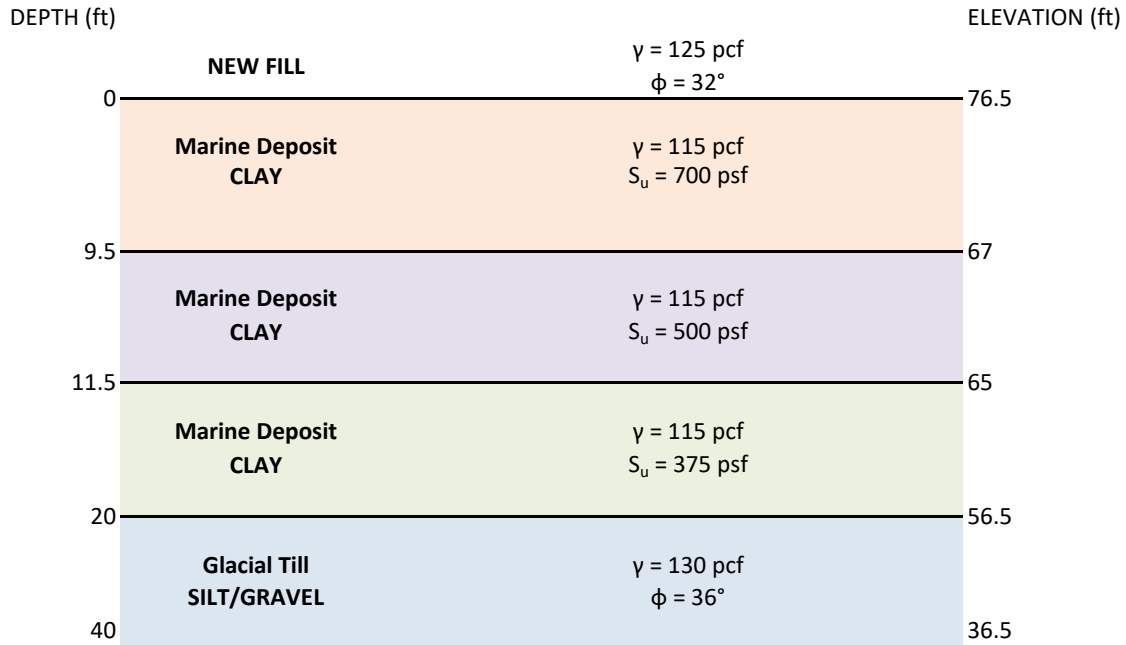 DEPTH (ft)
ELEVATION (ft)
NEW FILL
γ = 125 pcf
ϕ = 32°
0
76.5
Marine Deposit
CLAY
γ = 115 pcf
Sᵤ = 700 psf
9.5
67
Marine Deposit
CLAY
γ = 115 pcf
Sᵤ = 500 psf
11.5
65
Marine Deposit
CLAY
γ = 115 pcf
Sᵤ = 375 psf
20
56.5
Glacial Till
SILT/GRAVEL
γ = 130 pcf
ϕ = 36°
40
36.5